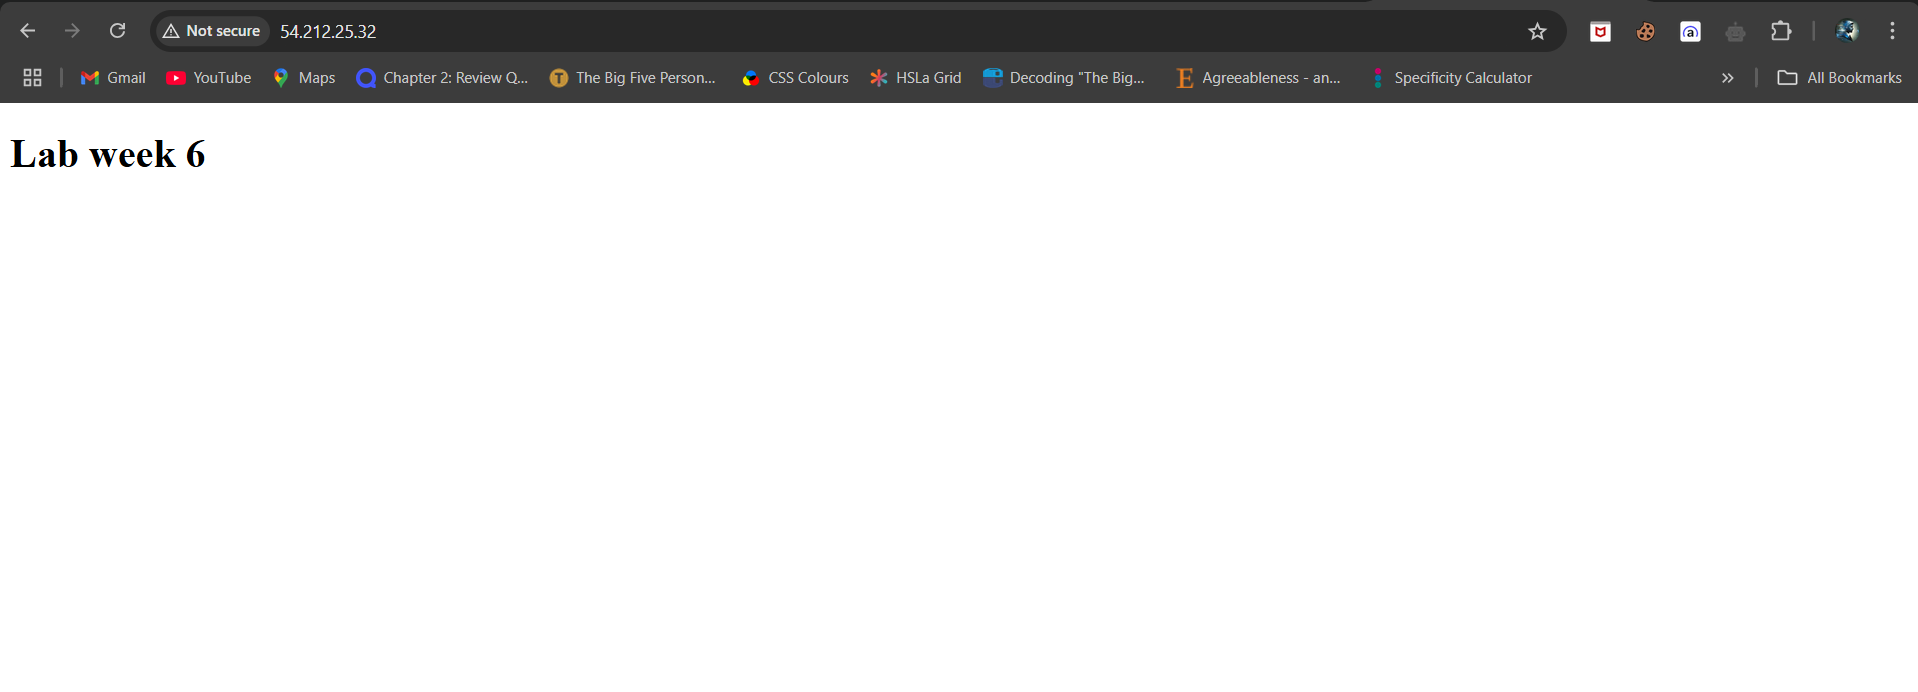 Not secure 54.212.25.32
Gmail YouTube Maps Chapter 2: Review Q... The Big Five Person... CSS Colours HSLa Grid Decoding "The Big... Agreeableness - an... Specificity Calculator » All Bookmarks
Lab week 6